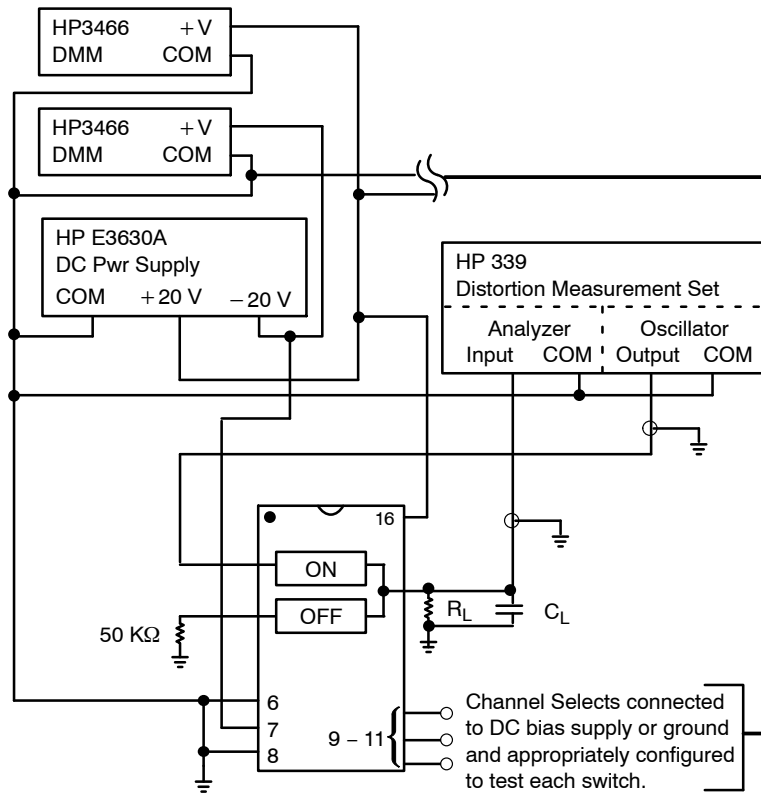 HP3466 +V
DMM COM
HP3466 +V
DMM COM
HP E3630A
DC Pwr Supply
COM +20 V −20 V
HP 339
Distortion Measurement Set
Analyzer Oscillator
Input COM Output COM
16
ON
OFF
50 KΩ
R_L C_L
6
7
8
9 − 11
Channel Selects connected
to DC bias supply or ground
and appropriately configured
to test each switch.